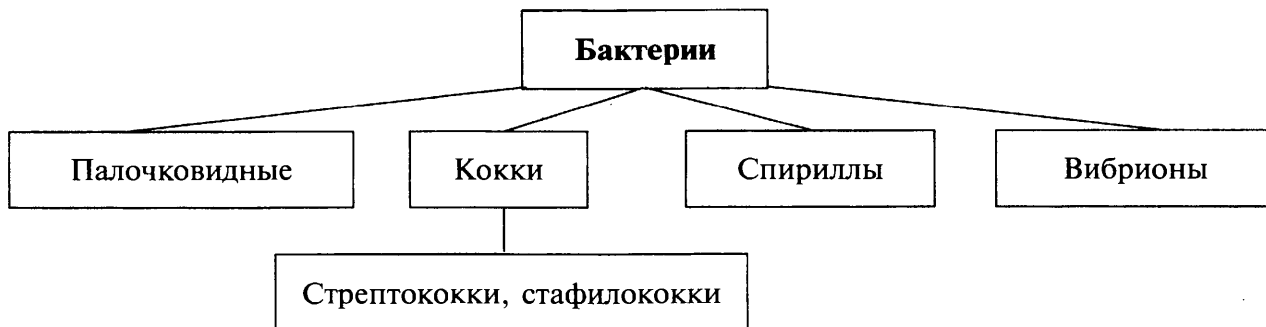 Бактерии
Палочковидные
Кокки
Спириллы
Вибрионы
Стрептококки, стафилококки